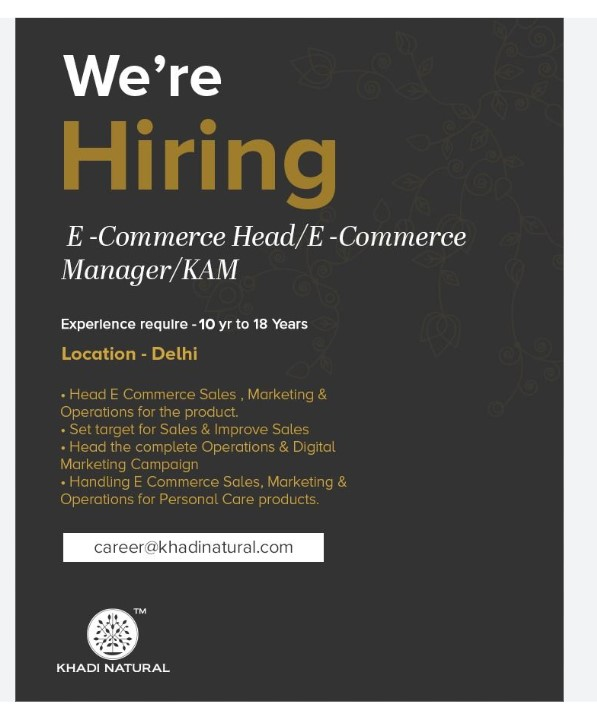 We're
Hiring
E -Commerce Head/E -Commerce
Manager/KAM
Experience require - 10 yr to 18 Years
Location - Delhi
• Head E Commerce Sales , Marketing &
Operations for the product.
• Set target for Sales & Improve Sales
• Head the complete Operations & Digital
Marketing Campaign
• Handling E Commerce Sales, Marketing &
Operations for Personal Care products.
career@khadinatural.com
TM
KHADI NATURAL